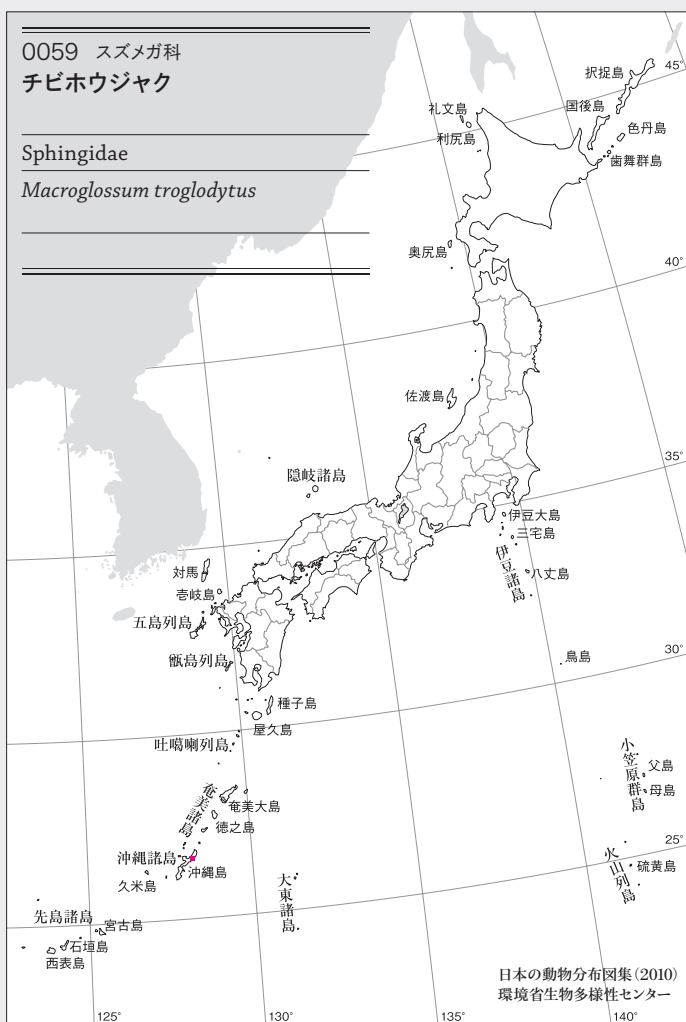 0059 スズメガ科
チビホウジャク
Sphingidae
Macroglossum troglodytus
択捉島
45°
礼文島
国後島
利尻島
色丹島
歯舞群島
奥尻島
40°
佐渡島
35°
隠岐諸島
伊豆大島
三宅島
伊豆諸島
八丈島
対馬
壱岐島
五島列島
甑島列島
鳥島
30°
種子島
屋久島
吐噶喇列島
小笠原群島
父島
母島
奄美諸島
奄美大島
徳之島
沖縄諸島
沖縄島
久米島
25°
火山列島
硫黄島
大東諸島
先島諸島
宮古島
石垣島
西表島
日本の動物分布図集(2010)
環境省生物多様性センター
125°
130°
135°
140°